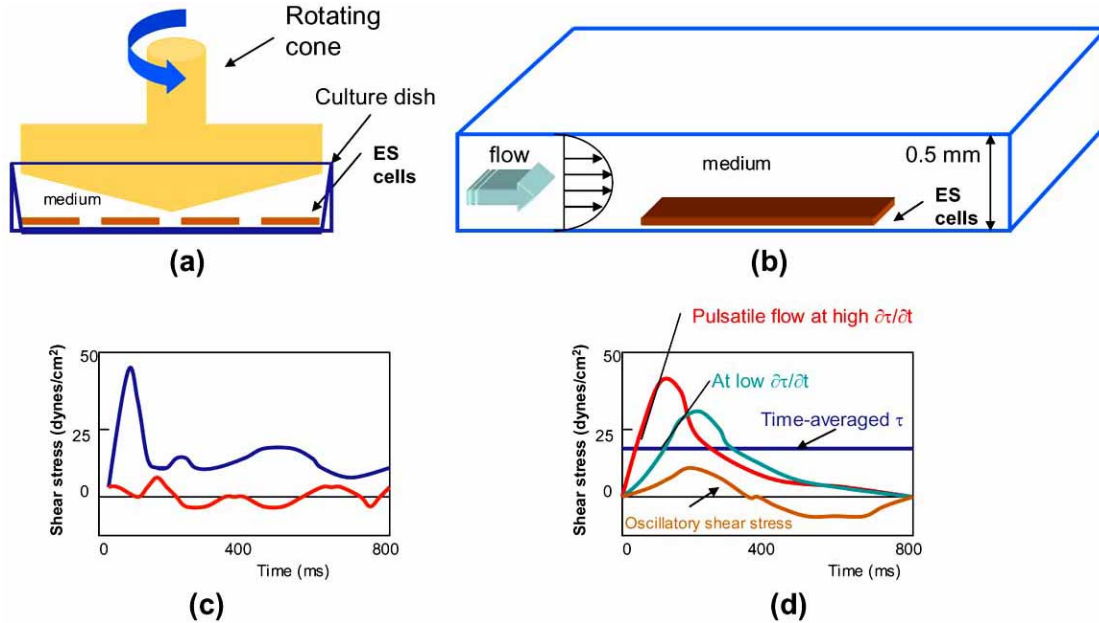 Rotating
cone
Culture dish
ES
cells
medium
(a)
flow
medium
0.5 mm
ES
cells
(b)
Shear stress (dynes/cm²)
50
25
0
0
400
800
Time (ms)
(c)
Pulsatile flow at high ∂τ/∂t
At low ∂τ/∂t
Time-averaged τ
Oscillatory shear stress
Shear stress (dynes/cm²)
50
25
0
0
400
800
Time (ms)
(d)